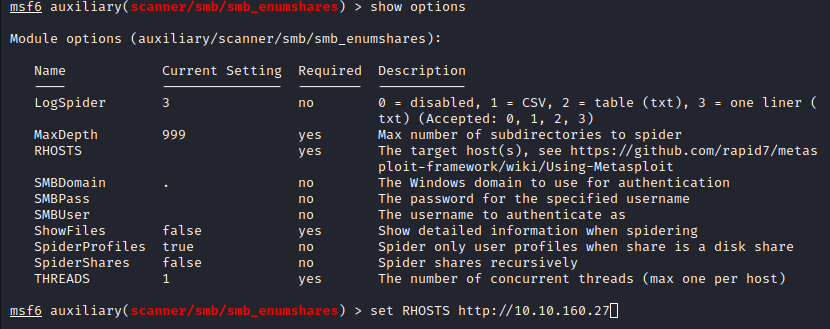 msf6 auxiliary(scanner/smb/smb_enumshares) > show options
Module options (auxiliary/scanner/smb/smb_enumshares):
Name Current Setting Required Description
LogSpider 3 no 0 = disabled, 1 = CSV, 2 = table (txt), 3 = one liner (
txt) (Accepted: 0, 1, 2, 3)
MaxDepth 999 yes Max number of subdirectories to spider
RHOSTS yes The target host(s), see https://github.com/rapid7/metas
ploit-framework/wiki/Using-Metasploit
SMBDomain . no The Windows domain to use for authentication
SMBPass no The password for the specified username
SMBUser no The username to authenticate as
ShowFiles false yes Show detailed information when spidering
SpiderProfiles true no Spider only user profiles when share is a disk share
SpiderShares false no Spider shares recursively
THREADS 1 yes The number of concurrent threads (max one per host)
msf6 auxiliary(scanner/smb/smb_enumshares) > set RHOSTS http://10.10.160.27